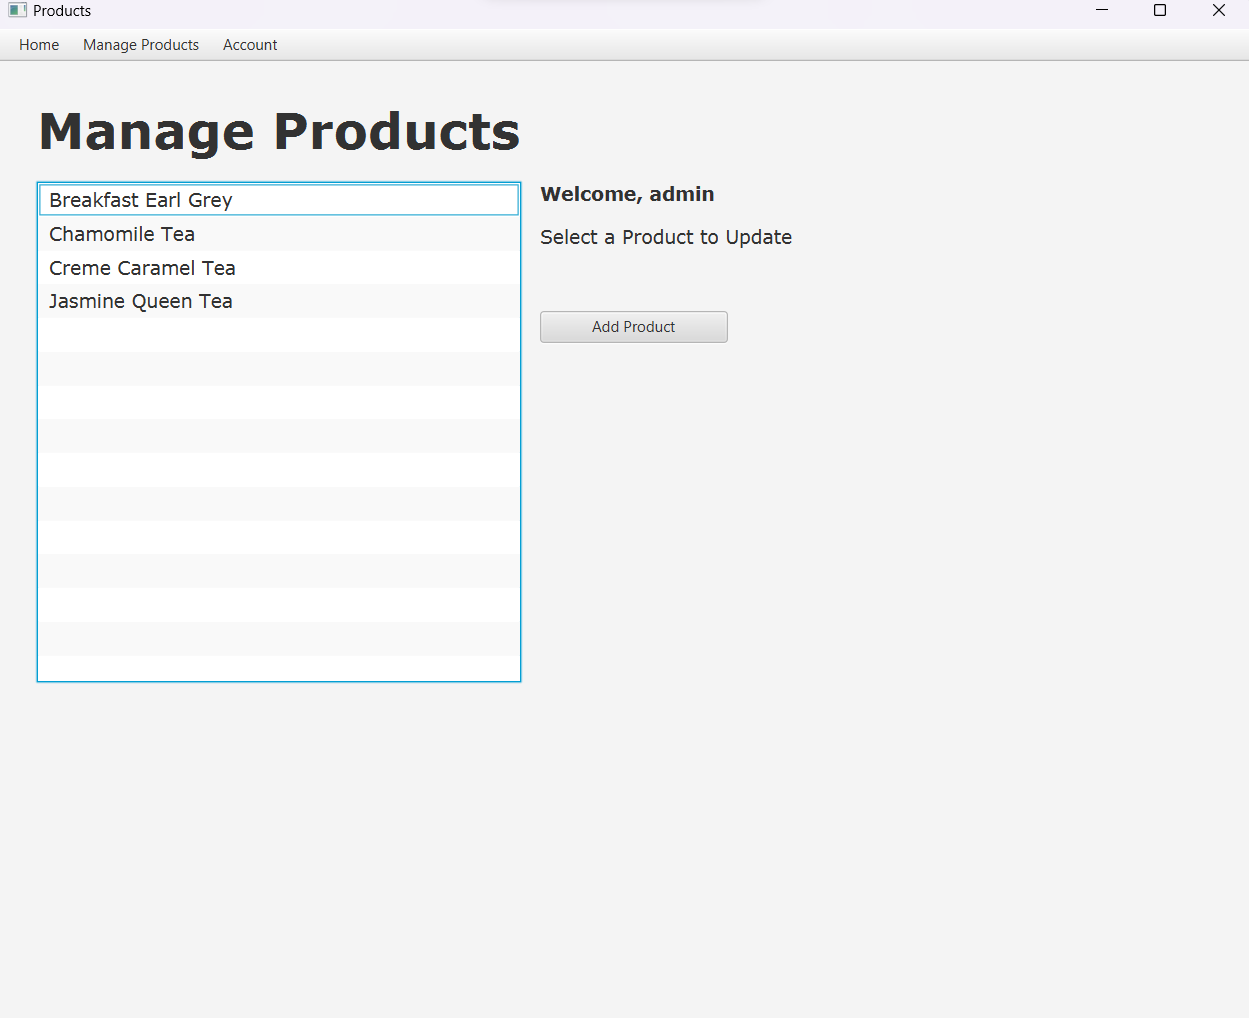 Products
Home Manage Products Account
Manage Products
Breakfast Earl Grey
Chamomile Tea
Creme Caramel Tea
Jasmine Queen Tea
Welcome, admin
Select a Product to Update
Add Product